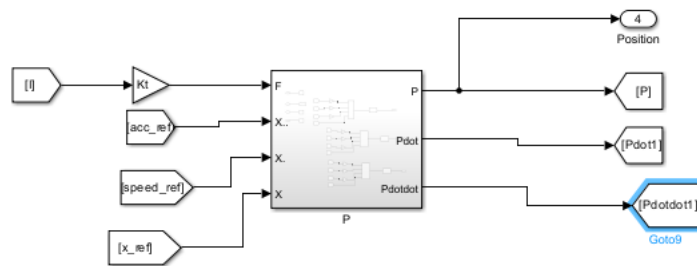 4
Position
[I]
Kt
F
P
[P]
[acc_ref]
X..
Pdot
[Pdot1]
[speed_ref]
X.
Pdotdot
[Pdotdot1]
X
P
Goto9
[x_ref]